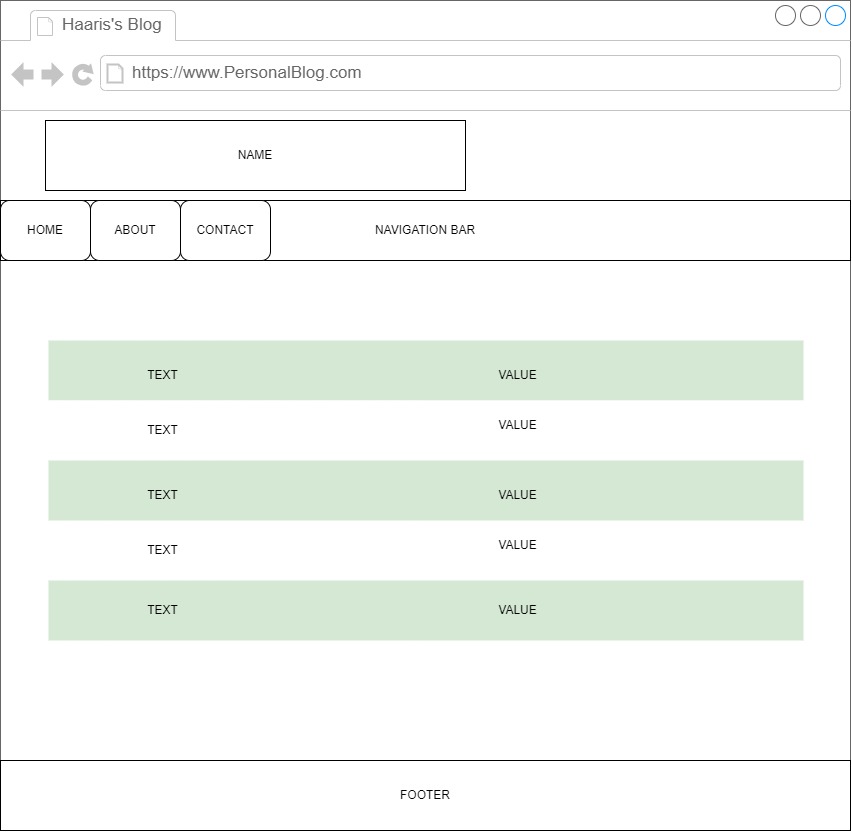 Haaris's Blog
https://www.PersonalBlog.com
NAME
HOME ABOUT CONTACT NAVIGATION BAR
TEXT VALUE
TEXT VALUE
TEXT VALUE
TEXT VALUE
TEXT VALUE
FOOTER